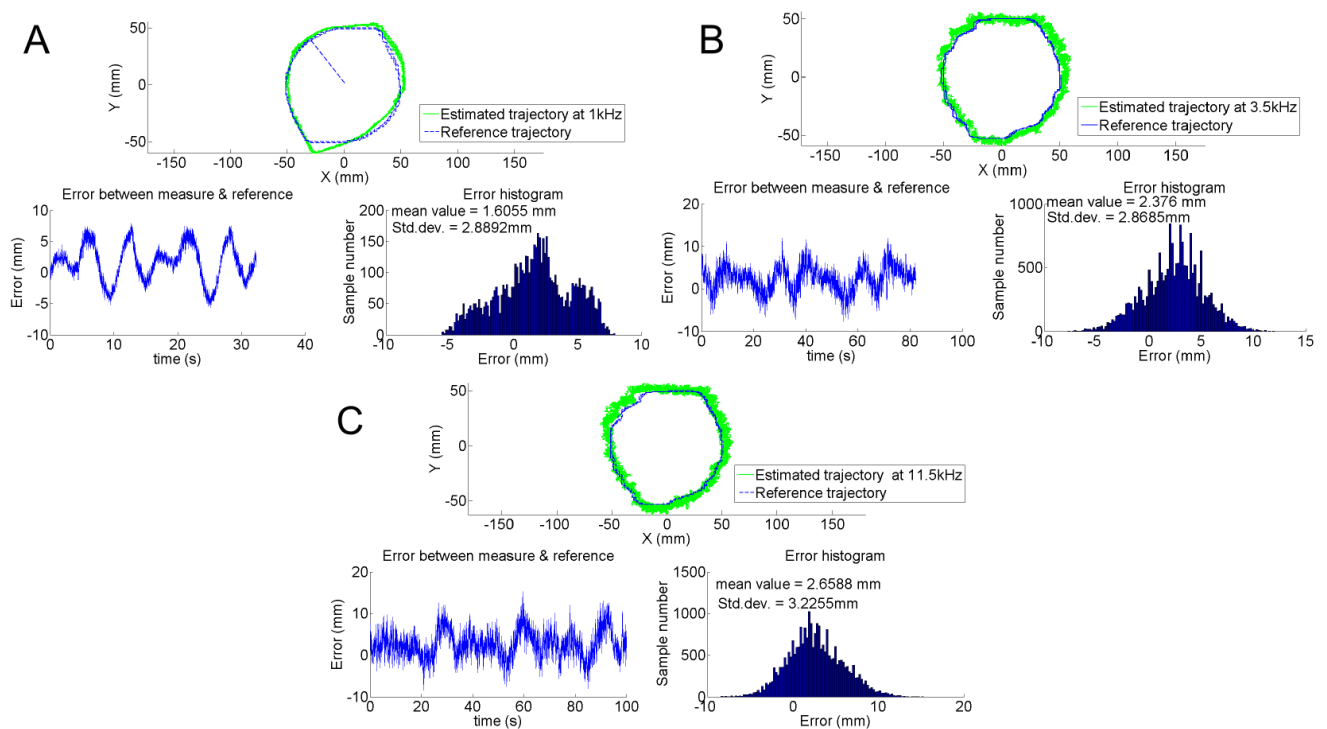 A
50
0
-50
Y (mm)
-150
-100
-50
0
50
100
150
X (mm)
Estimated trajectory at 1kHz
Reference trajectory
Error between measure & reference
10
5
0
-5
-10
Error (mm)
0
10
20
30
40
time (s)
Error histogram
mean value = 1.6055 mm
Std.dev. = 2.8892mm
200
150
100
50
0
Sample number
-10
-5
0
5
10
Error (mm)
B
50
0
-50
Y (mm)
-150
-100
-50
0
50
100
150
X (mm)
Estimated trajectory at 3.5kHz
Reference trajectory
Error between measure & reference
20
10
0
-10
Error (mm)
0
20
40
60
80
100
time (s)
Error histogram
mean value = 2.376 mm
Std.dev. = 2.8685mm
1000
500
0
Sample number
-10
-5
0
5
10
15
Error (mm)
C
50
0
-50
Y (mm)
-150
-100
-50
0
50
100
150
X (mm)
Estimated trajectory at 11.5kHz
Reference trajectory
Error between measure & reference
20
10
0
-10
Error (mm)
0
20
40
60
80
100
time (s)
Error histogram
mean value = 2.6588 mm
Std.dev. = 3.2255mm
1500
1000
500
0
Sample number
-10
0
10
20
Error (mm)